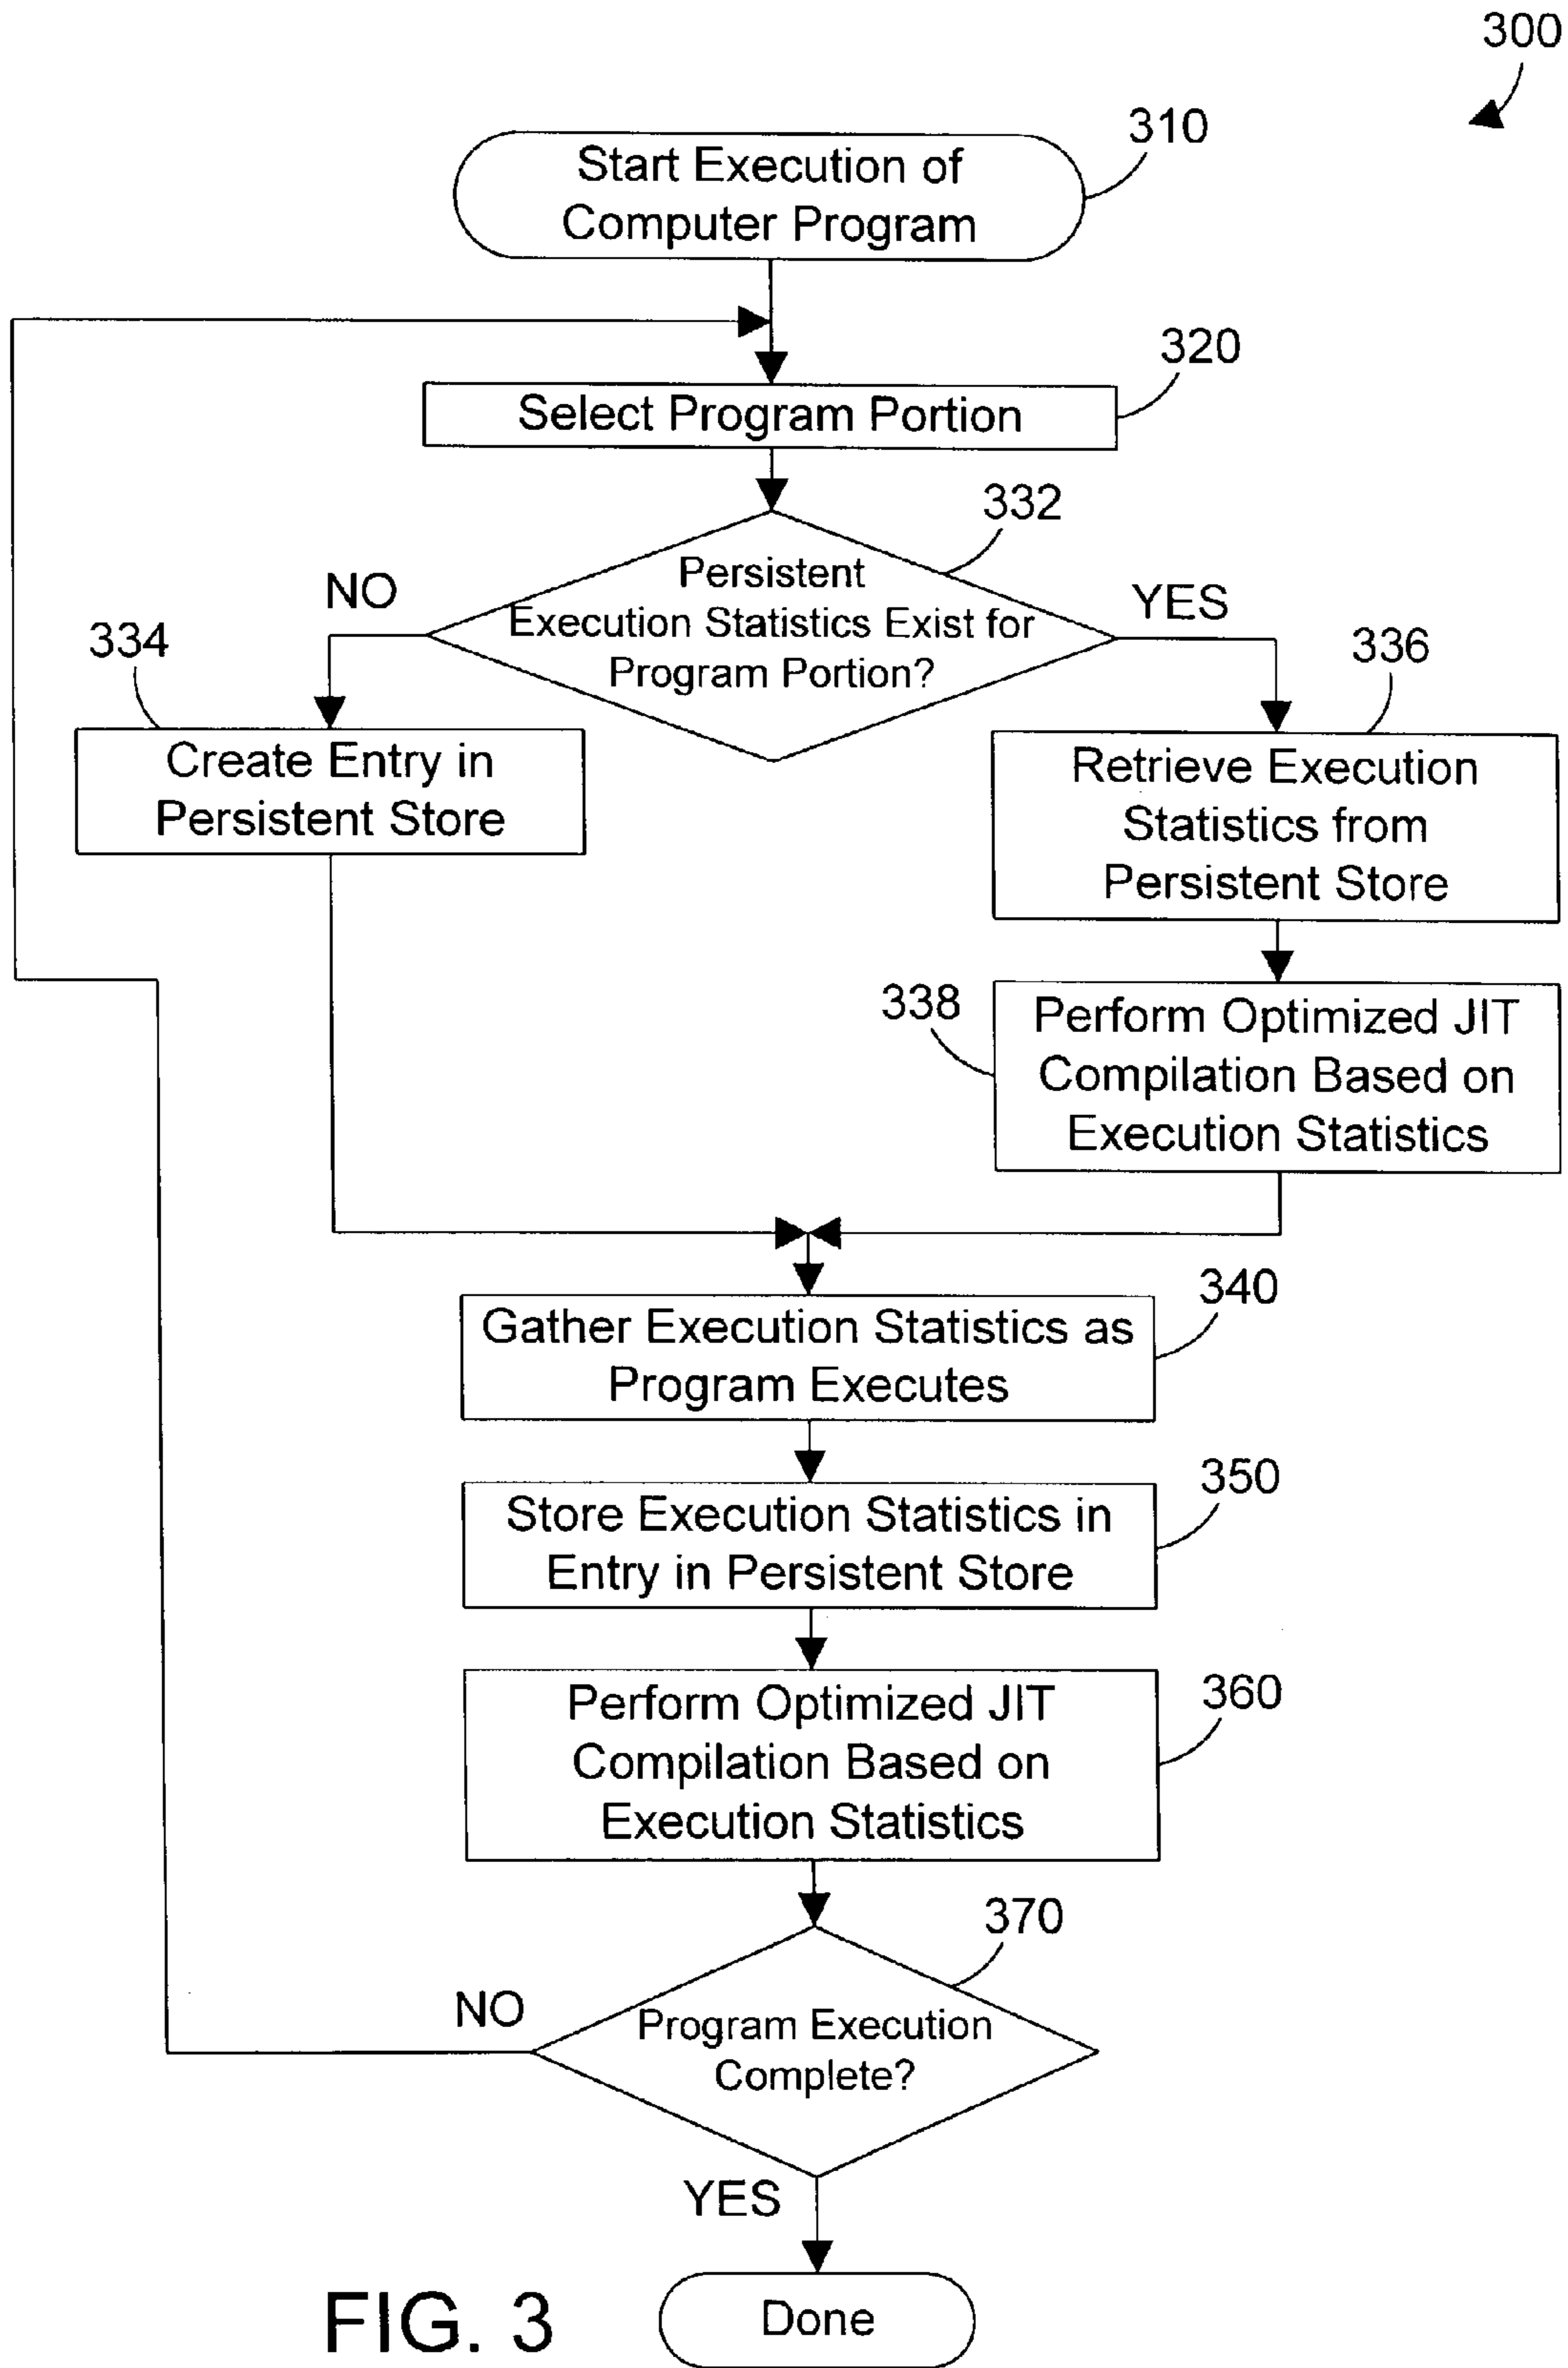 300
310
Start Execution of
Computer Program
320
Select Program Portion
332
Persistent
Execution Statistics Exist for
Program Portion?
NO
YES
334
Create Entry in
Persistent Store
336
Retrieve Execution
Statistics from
Persistent Store
338
Perform Optimized JIT
Compilation Based on
Execution Statistics
340
Gather Execution Statistics as
Program Executes
350
Store Execution Statistics in
Entry in Persistent Store
360
Perform Optimized JIT
Compilation Based on
Execution Statistics
370
Program Execution
Complete?
NO
YES
Done
FIG. 3